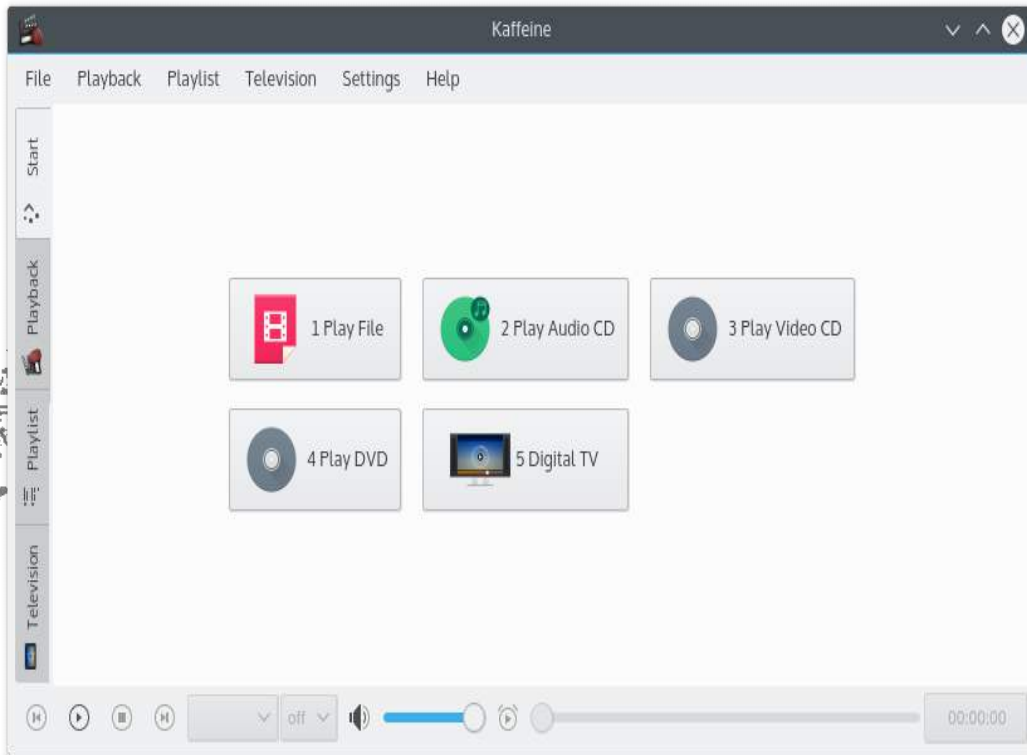 Kaffeine
File Playback Playlist Television Settings Help
Start
Playback
Playlist
Television
1 Play File
2 Play Audio CD
3 Play Video CD
4 Play DVD
5 Digital TV
off
00:00:00